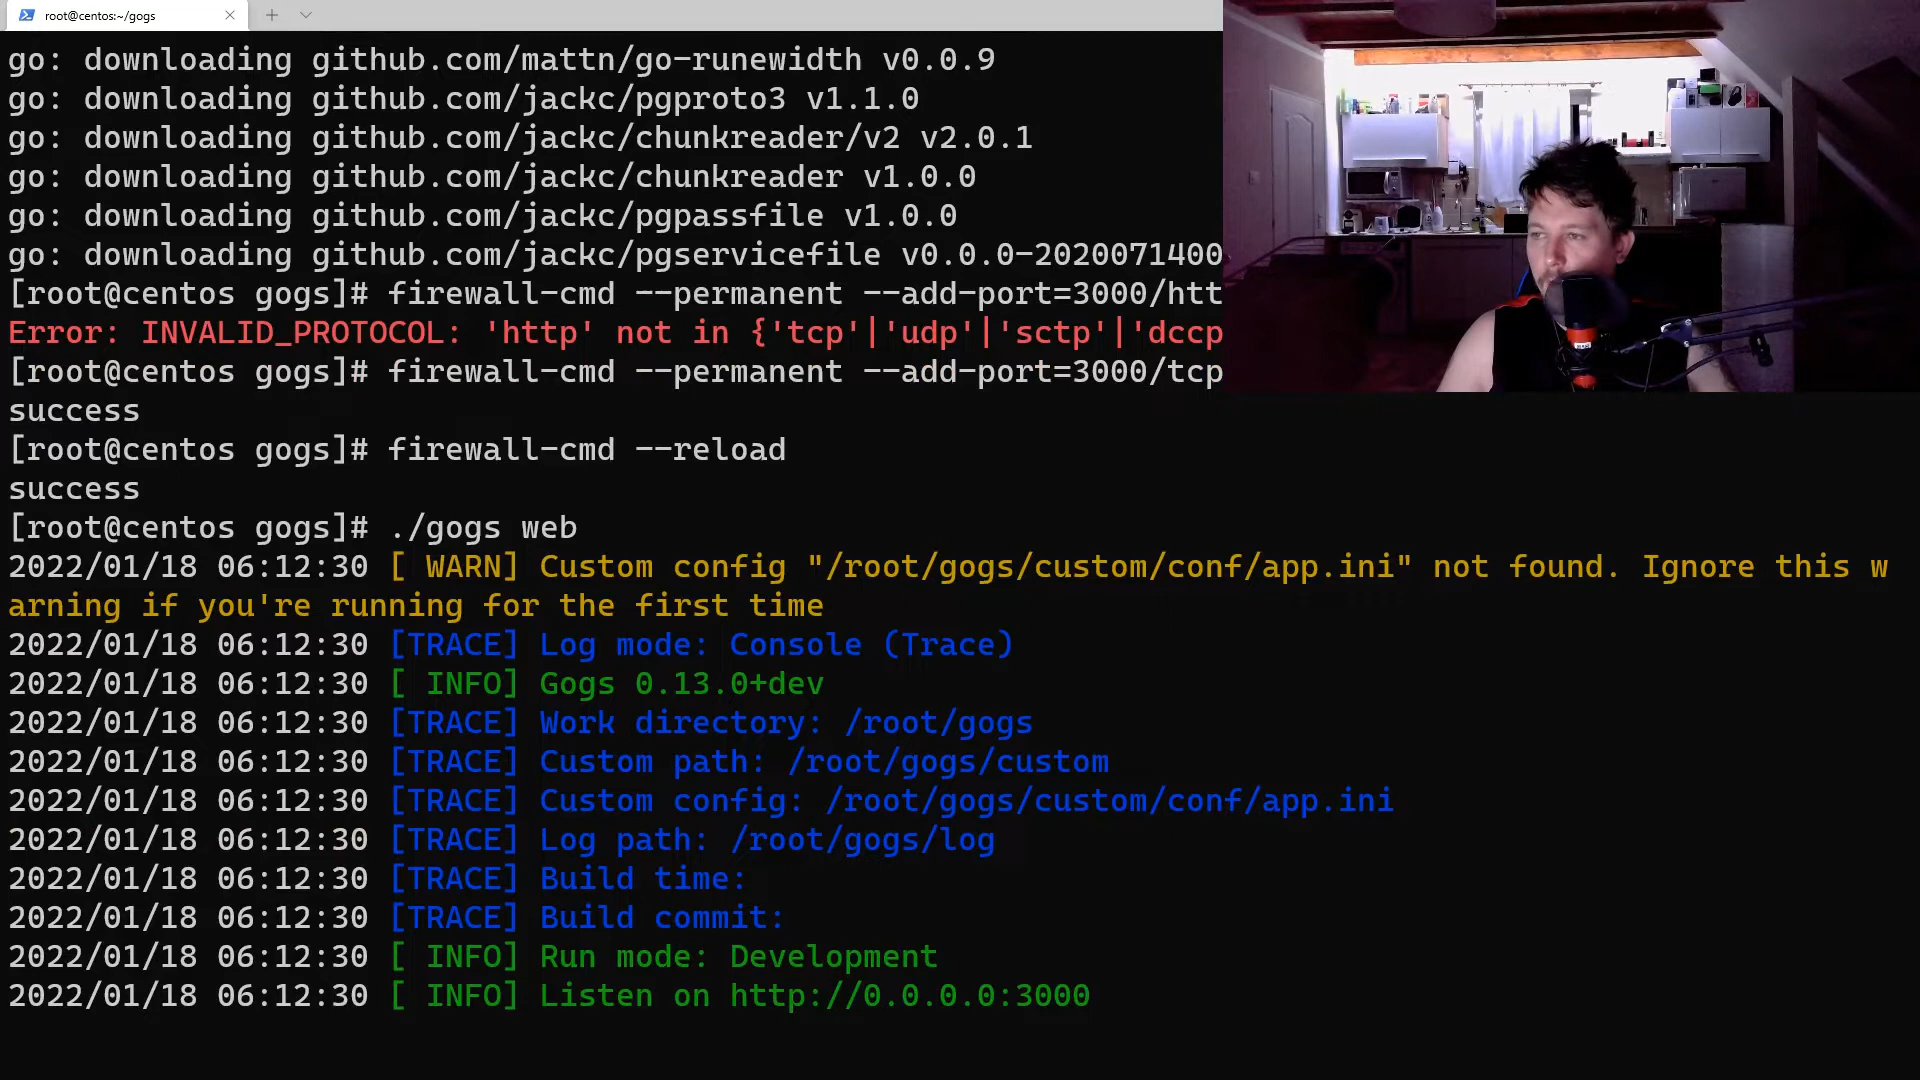 root@centos:~/gogs
go: downloading github.com/mattn/go-runewidth v0.0.9
go: downloading github.com/jackc/pgproto3 v1.1.0
go: downloading github.com/jackc/chunkreader/v2 v2.0.1
go: downloading github.com/jackc/chunkreader v1.0.0
go: downloading github.com/jackc/pgpassfile v1.0.0
go: downloading github.com/jackc/pgservicefile v0.0.0-2020071400
[root@centos gogs]# firewall-cmd --permanent --add-port=3000/htt
Error: INVALID_PROTOCOL: 'http' not in {'tcp'|'udp'|'sctp'|'dccp
[root@centos gogs]# firewall-cmd --permanent --add-port=3000/tcp
success
[root@centos gogs]# firewall-cmd --reload
success
[root@centos gogs]# ./gogs web
2022/01/18 06:12:30 [ WARN] Custom config "/root/gogs/custom/conf/app.ini" not found. Ignore this w
arning if you're running for the first time
2022/01/18 06:12:30 [TRACE] Log mode: Console (Trace)
2022/01/18 06:12:30 [ INFO] Gogs 0.13.0+dev
2022/01/18 06:12:30 [TRACE] Work directory: /root/gogs
2022/01/18 06:12:30 [TRACE] Custom path: /root/gogs/custom
2022/01/18 06:12:30 [TRACE] Custom config: /root/gogs/custom/conf/app.ini
2022/01/18 06:12:30 [TRACE] Log path: /root/gogs/log
2022/01/18 06:12:30 [TRACE] Build time:
2022/01/18 06:12:30 [TRACE] Build commit:
2022/01/18 06:12:30 [ INFO] Run mode: Development
2022/01/18 06:12:30 [ INFO] Listen on http://0.0.0.0:3000